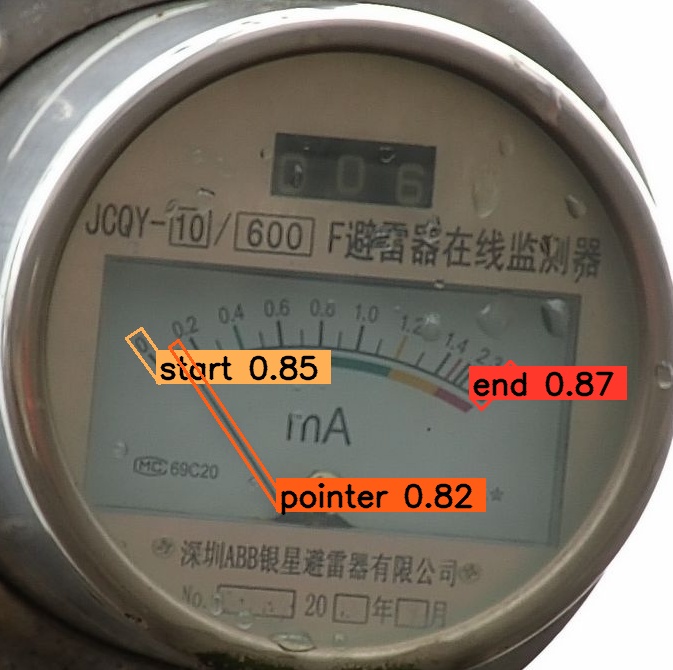 006
JCQY-10/600 F避雷器在线监测器
0 0.2 0.4 0.6 0.8 1.0 1.2 1.4
start 0.85
end 0.87
mA
MC 69C20
pointer 0.82
深圳ABB银星避雷器有限公司
No. 20 年 月